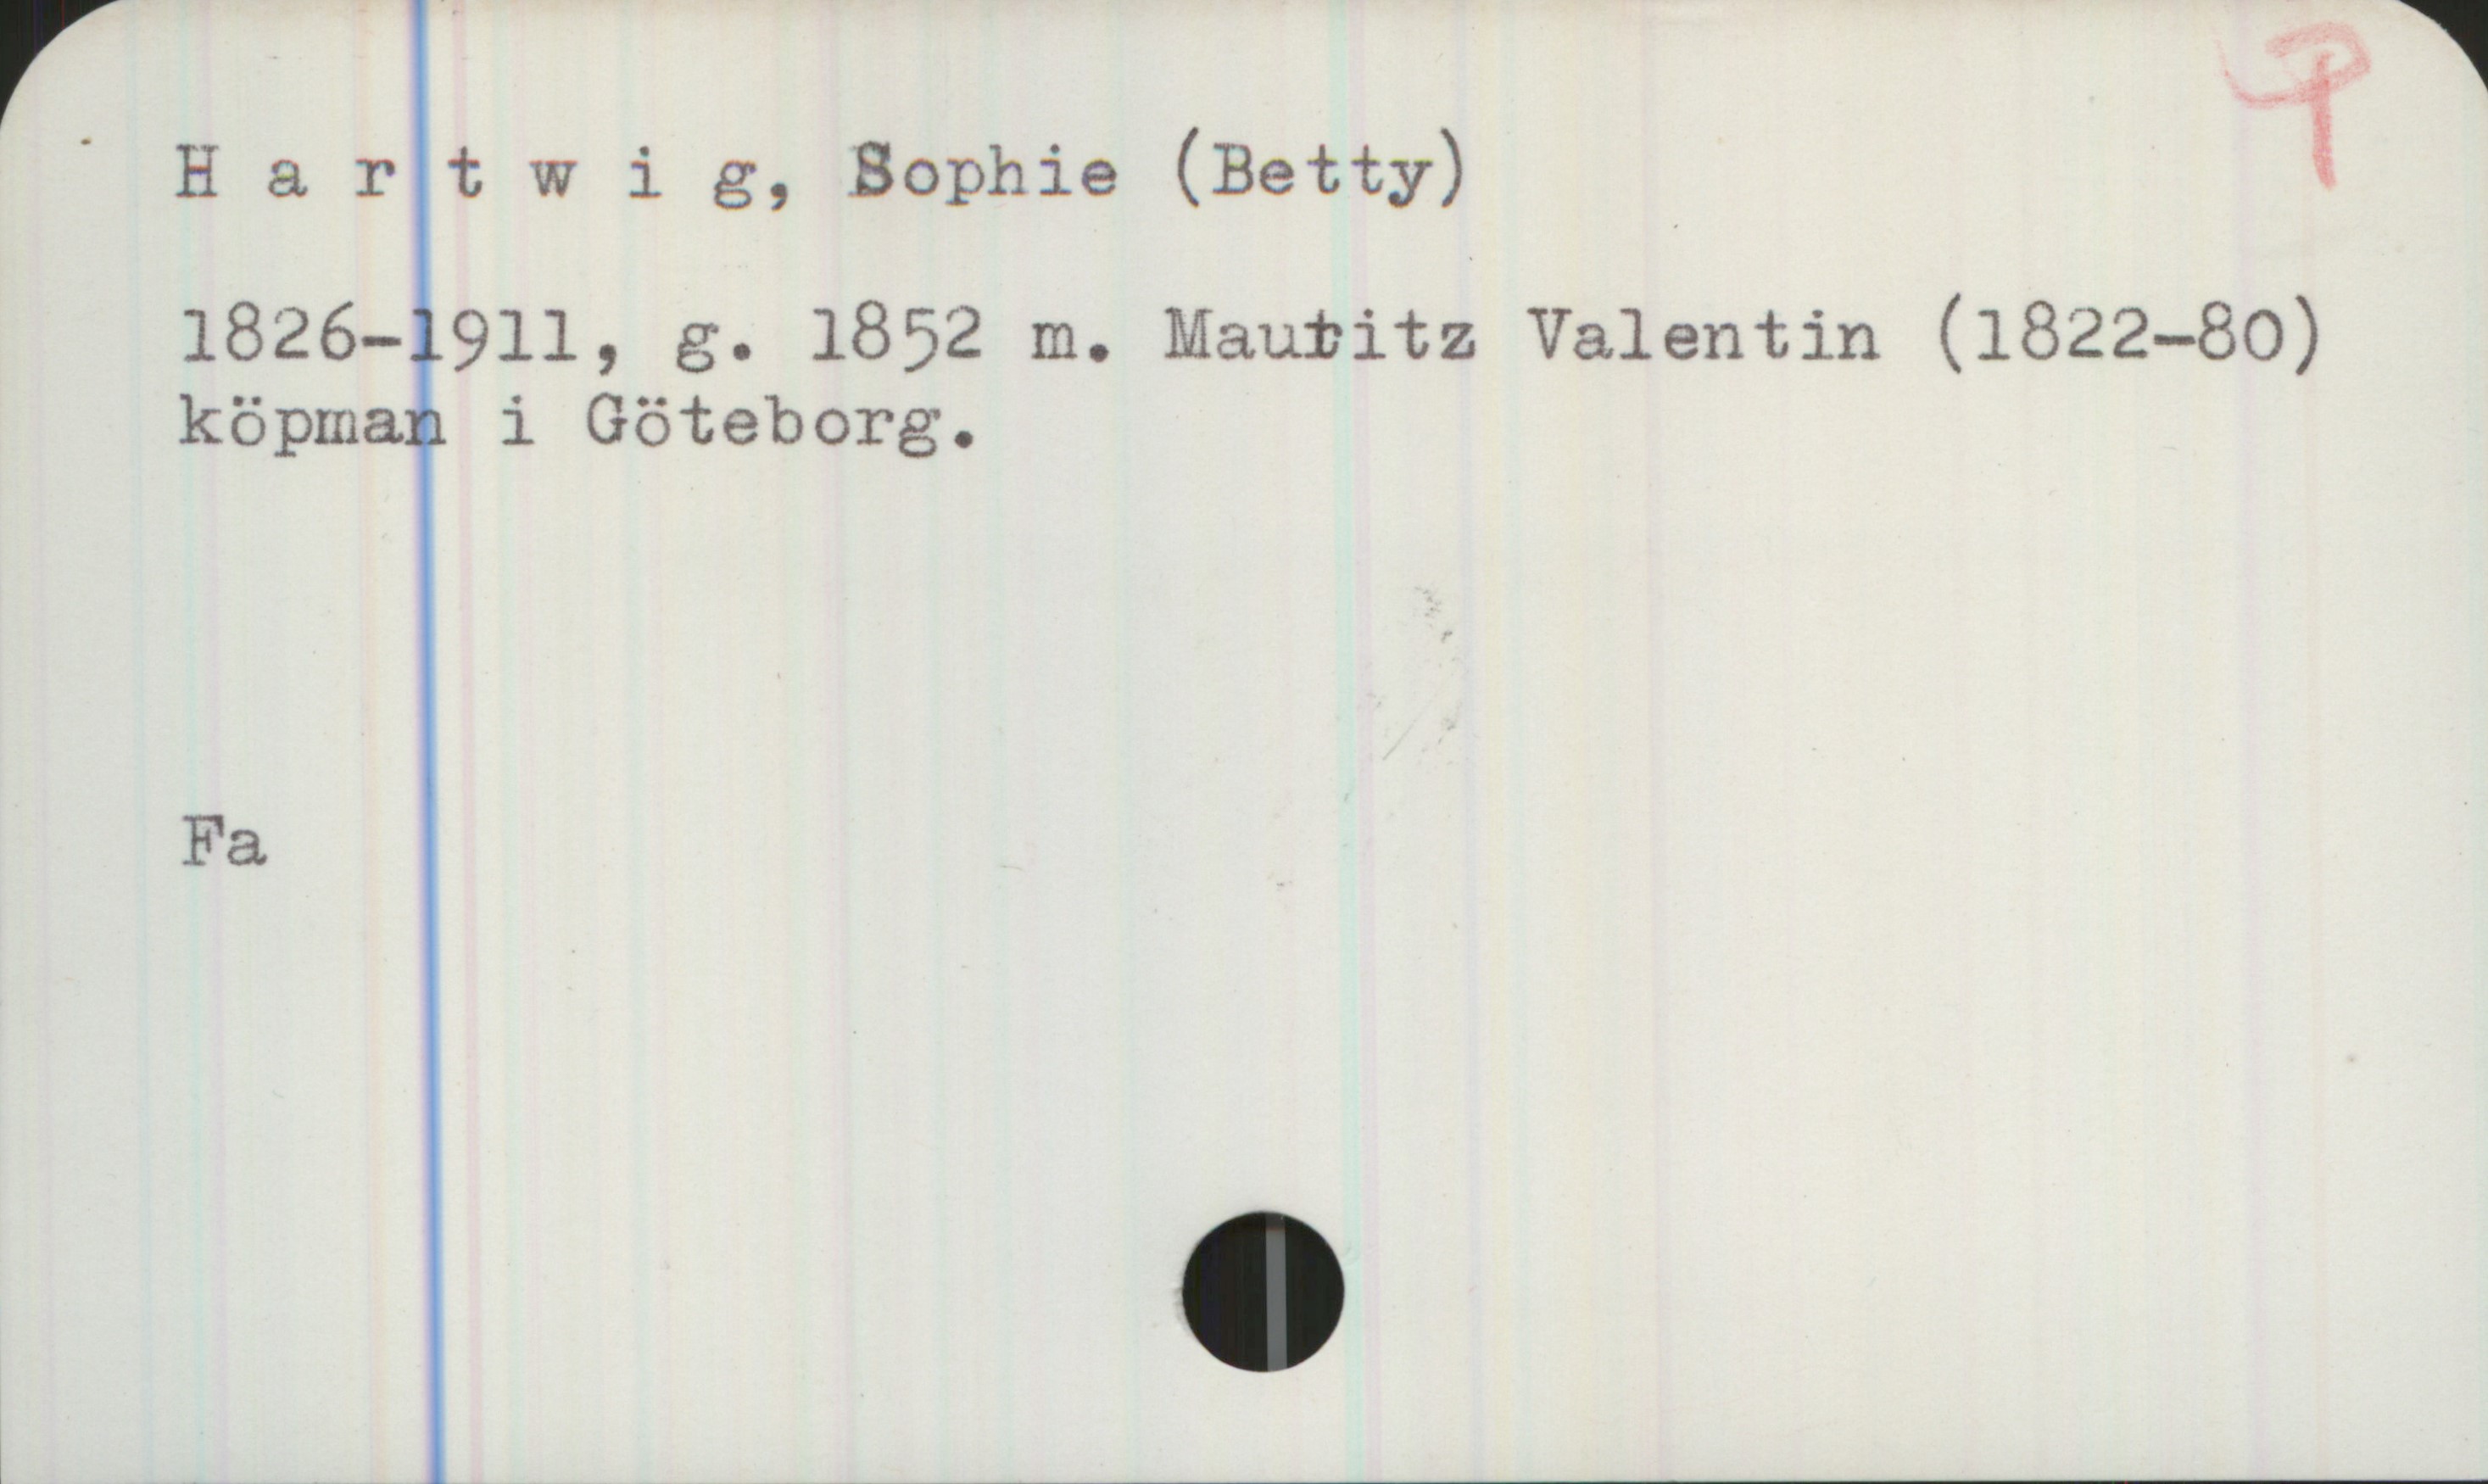 H a r t w i g, Sophie (Betty)
1826-1911, g. 1852 m. Mauritz Valentin (1822-80)
köpman i Göteborg.
Fa